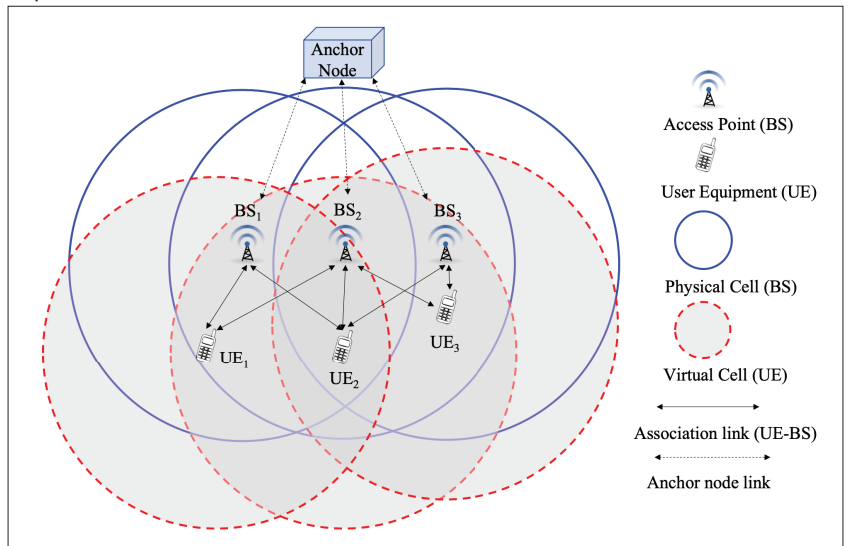 Anchor
Node
BS1
BS2
BS3
UE1
UE2
UE3
Access Point (BS)
User Equipment (UE)
Physical Cell (BS)
Virtual Cell (UE)
Association link (UE-BS)
Anchor node link